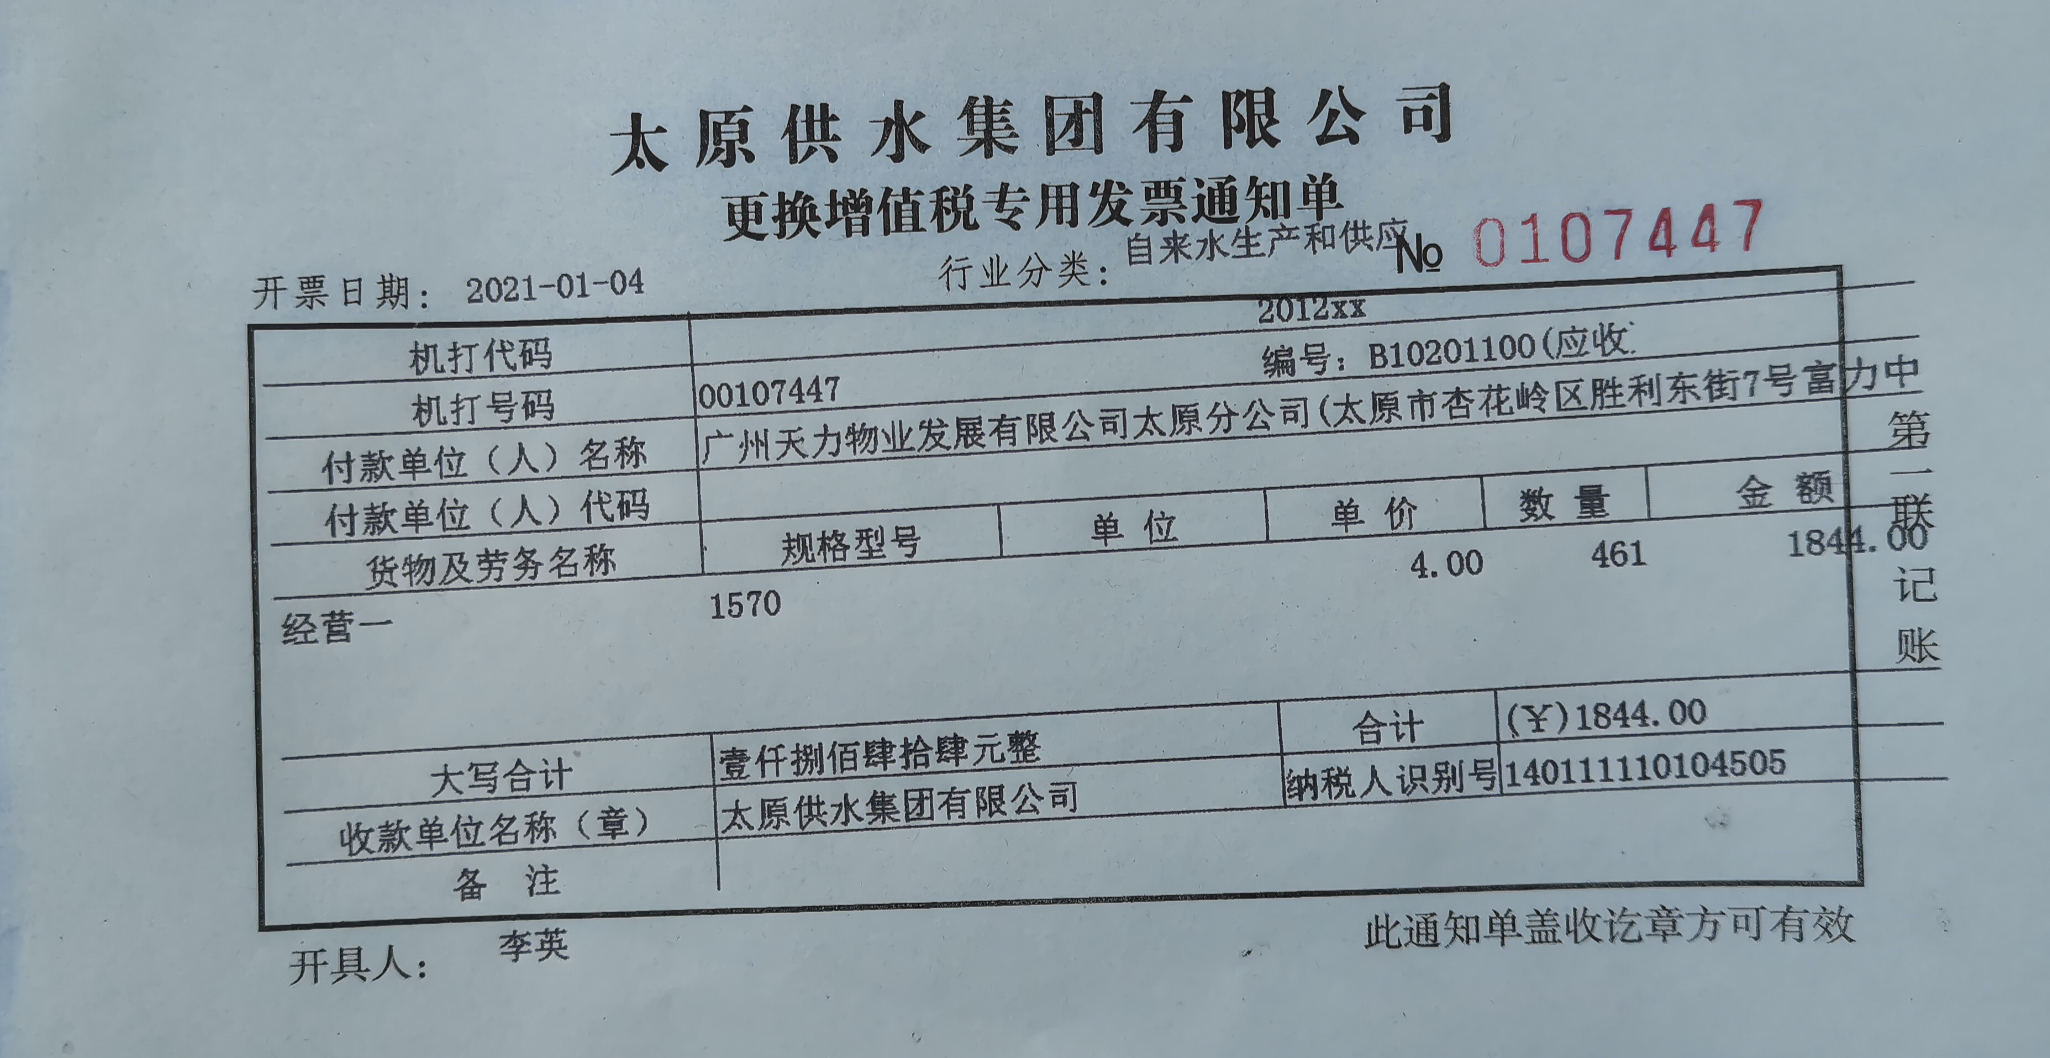 太原供水集团有限公司
更换增值税专用发票通知单
开票日期： 2021-01-04 行业分类： 自来水生产和供应 № 0107447
机打代码 2012xx
机打号码 00107447 编号：B10201100(应收
付款单位（人）名称 广州天力物业发展有限公司太原分公司(太原市杏花岭区胜利东街7号富力中
付款单位（人）代码
货物及劳务名称 规格型号 单位 单价 数量 金额
经营一 1570 4.00 461 1844.00
大写合计 壹仟捌佰肆拾肆元整 合计 (￥)1844.00
收款单位名称（章） 太原供水集团有限公司 纳税人识别号 140111110104505
备注
开具人： 李英 此通知单盖收讫章方可有效
第一联记账